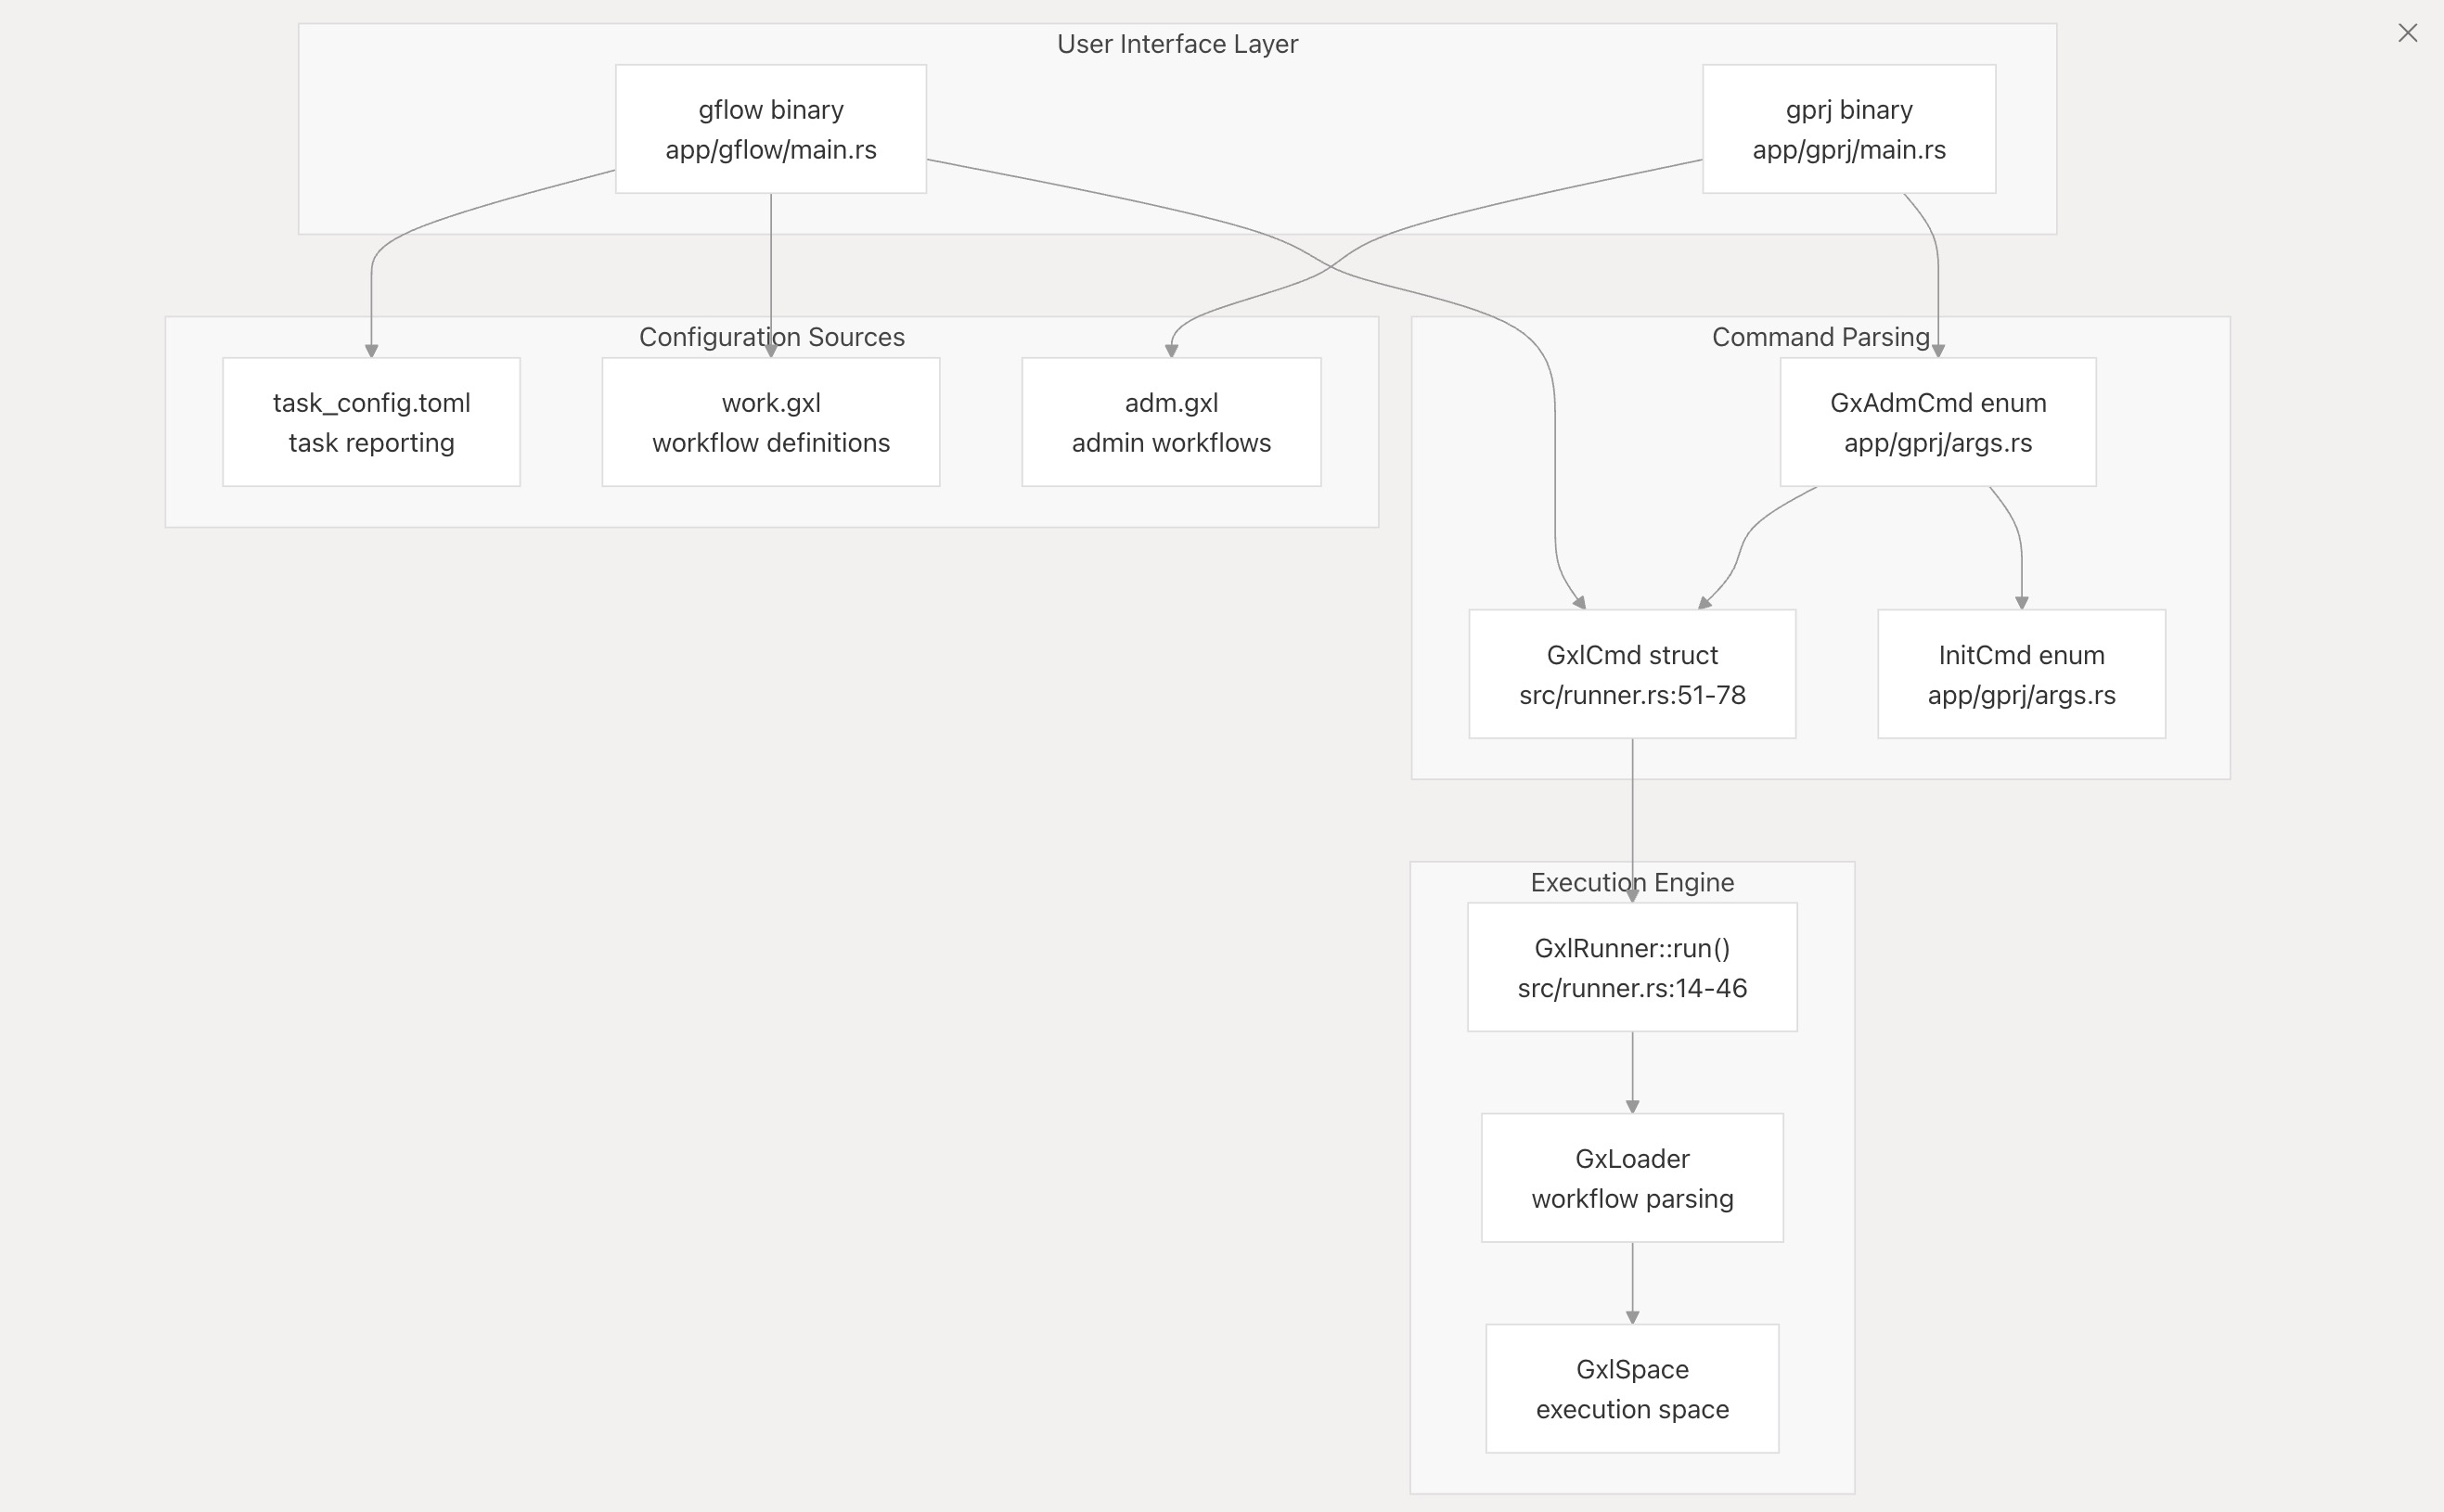 User Interface Layer
gflow binary
app/gflow/main.rs
gprj binary
app/gprj/main.rs
Configuration Sources
task_config.toml
task reporting
work.gxl
workflow definitions
adm.gxl
admin workflows
Command Parsing
GxAdmCmd enum
app/gprj/args.rs
GxlCmd struct
src/runner.rs:51-78
InitCmd enum
app/gprj/args.rs
Execution Engine
GxlRunner::run()
src/runner.rs:14-46
GxLoader
workflow parsing
GxlSpace
execution space